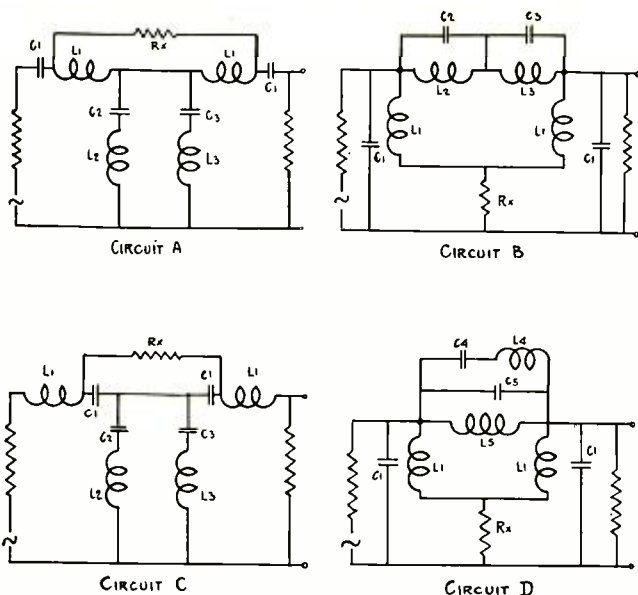 Rx
C1
L1
L1
C1
C2
C3
L2
L3
CIRCUIT A
C2
C3
L2
L3
L1
L1
C1
C1
Rx
CIRCUIT B
Rx
L1
C1
C1
L1
C2
C3
L2
L3
CIRCUIT C
C4
L4
C5
L5
L1
L1
C1
C1
Rx
CIRCUIT D